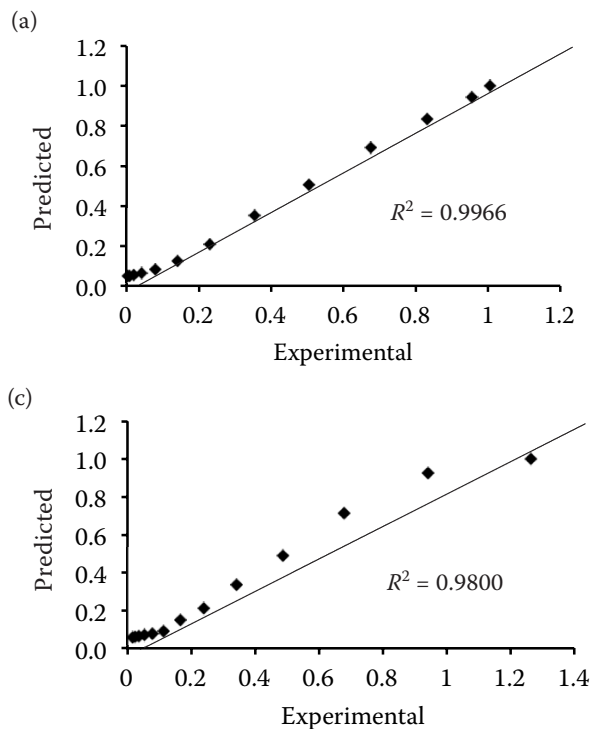 (a)
1.2
1.0
0.8
0.6
0.4
0.2
0.0
Predicted
R² = 0.9966
0 0.2 0.4 0.6 0.8 1 1.2
Experimental
(c)
1.2
1.0
0.8
0.6
0.4
0.2
0.0
Predicted
R² = 0.9800
0 0.2 0.4 0.6 0.8 1 1.2 1.4
Experimental